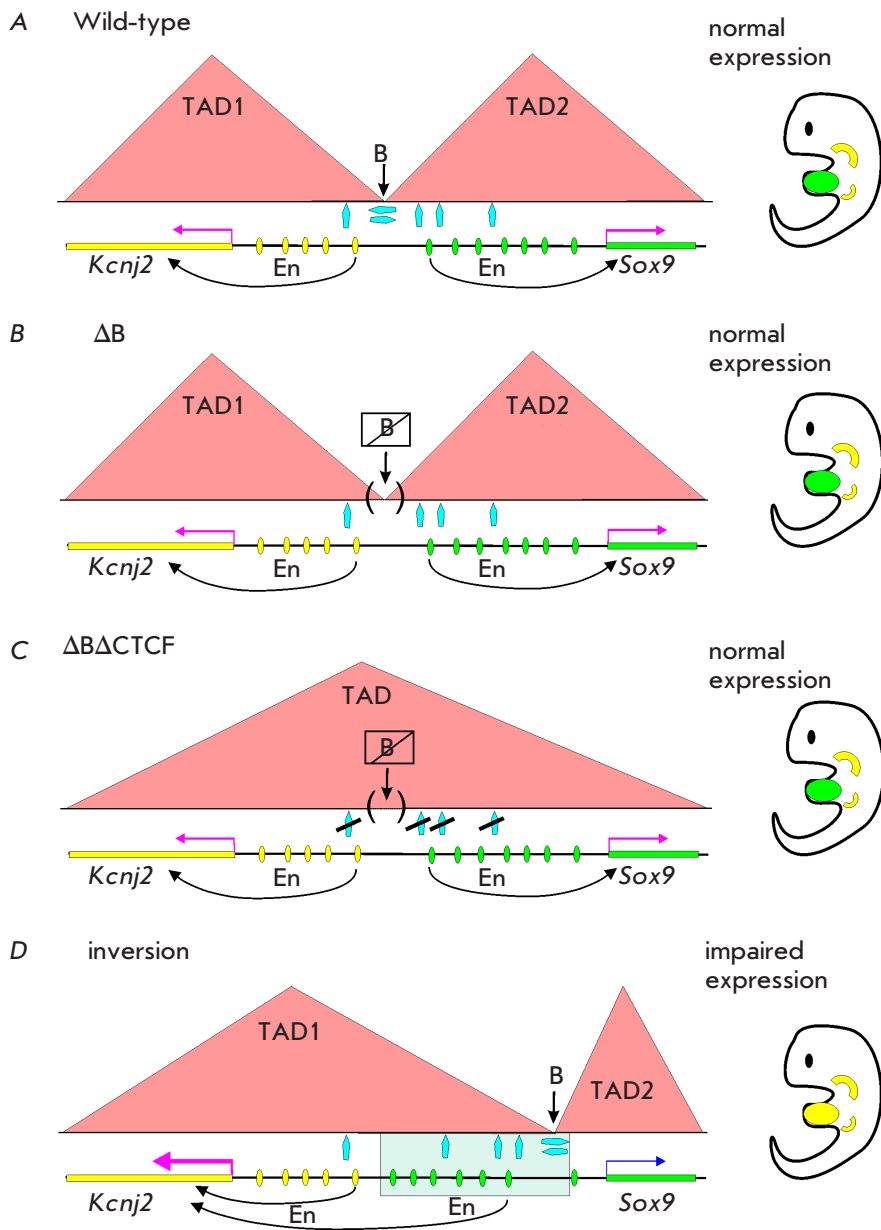 A Wild-type
normal
expression
TAD1
TAD2
B
Kcnj2
En
En
Sox9
B ΔB
normal
expression
TAD1
TAD2
B
( )
Kcnj2
En
En
Sox9
C ΔBΔCTCF
normal
expression
TAD
B
( )
Kcnj2
En
En
Sox9
D inversion
impaired
expression
TAD1
B
TAD2
Kcnj2
En
En
Sox9